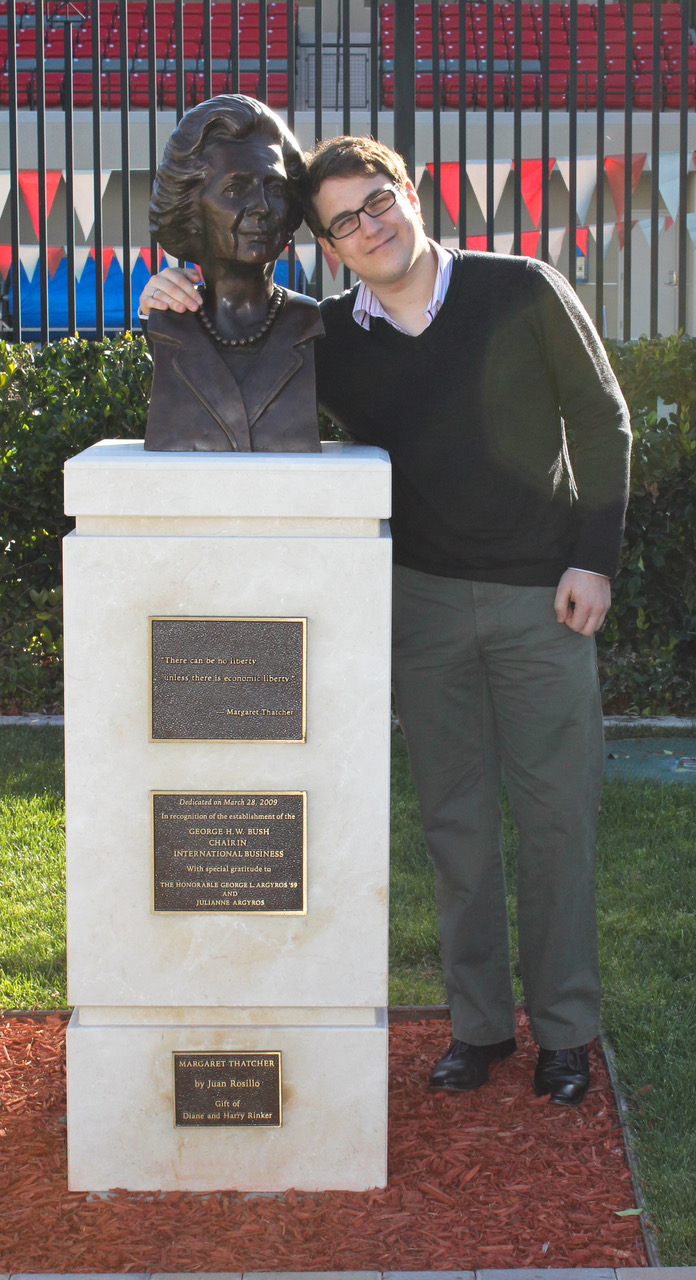 "There can be no liberty
unless there is economic liberty"
— Margaret Thatcher
Dedicated on March 28, 2009
In recognition of the establishment of the
GEORGE H.W. BUSH
CHAIR IN
INTERNATIONAL BUSINESS
With special gratitude to
THE HONORABLE GEORGE L. ARGYROS '59
AND
JULIANNE ARGYROS
MARGARET THATCHER
by Juan Rosillo
Gift of
Diane and Harry Rinker